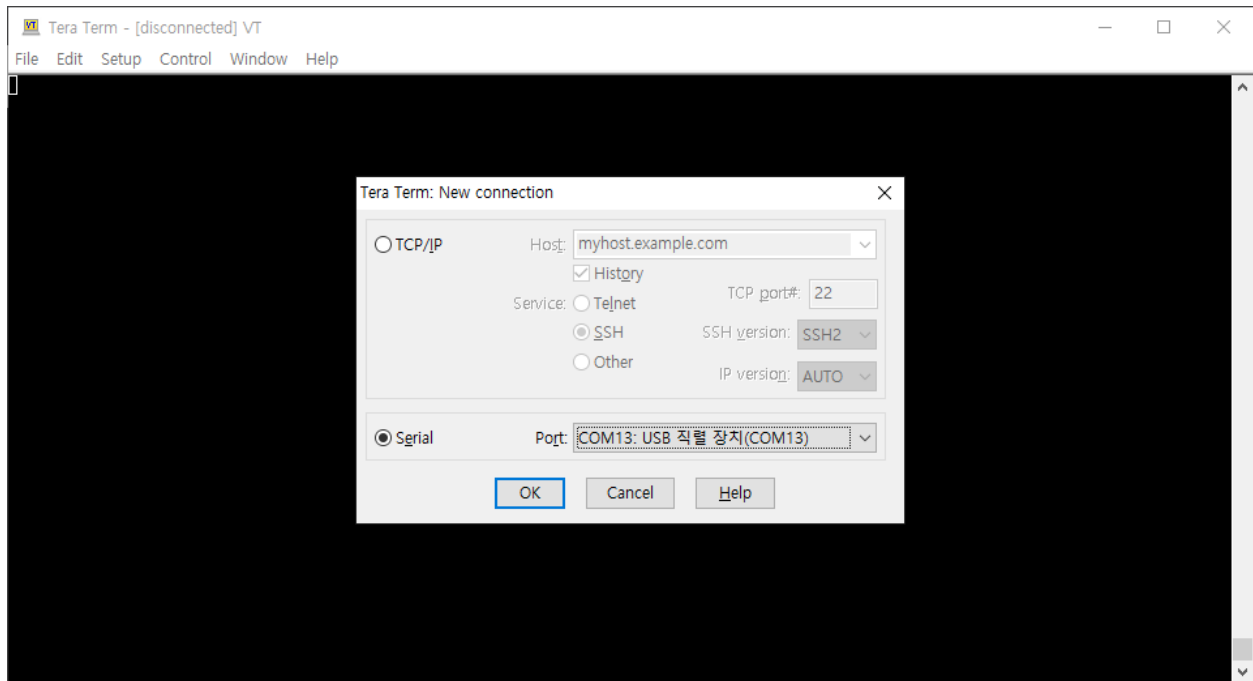 VT Tera Term - [disconnected] VT
File Edit Setup Control Window Help
Tera Term: New connection
TCP/IP Host: myhost.example.com
History
Service: Telnet TCP port#: 22
SSH SSH version: SSH2
Other IP version: AUTO
Serial Port: COM13: USB 직렬 장치(COM13)
OK Cancel Help